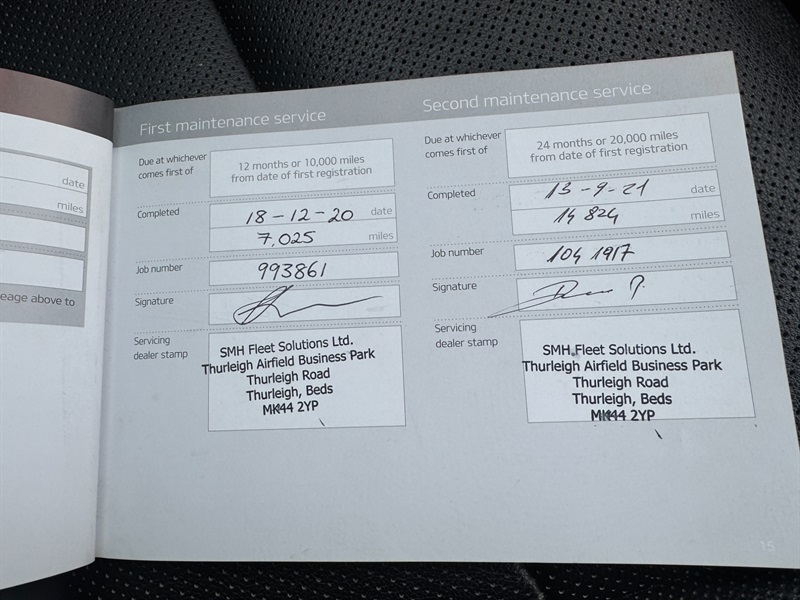 date
miles
eage above to
First maintenance service
Due at whichever
comes first of
12 months or 10,000 miles
from date of first registration
Completed
18-12-20 date
7,025 miles
Job number
993861
Signature
Servicing
dealer stamp
SMH Fleet Solutions Ltd.
Thurleigh Airfield Business Park
Thurleigh Road
Thurleigh, Beds
MK44 2YP
Second maintenance service
Due at whichever
comes first of
24 months or 20,000 miles
from date of first registration
Completed
13-9-21 date
14 824 miles
Job number
1041917
Signature
Servicing
dealer stamp
SMH Fleet Solutions Ltd.
Thurleigh Airfield Business Park
Thurleigh Road
Thurleigh, Beds
MK44 2YP
15